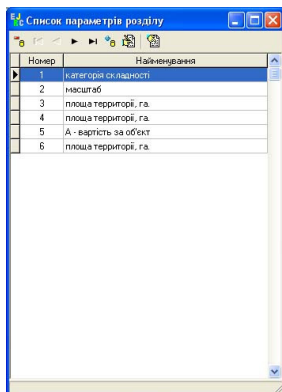 Список параметрів розділу
Номер Найменування
1 категорія складності
2 масштаб
3 площа території, га.
4 площа території, га.
5 А - вартість за об'єкт
6 площа території, га.